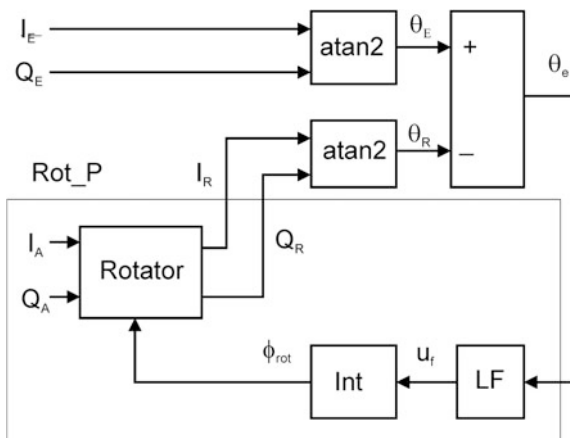 I_E
Q_E
atan2
θ_E
+
θ_e
atan2
θ_R
−
Rot_P
I_R
I_A
Q_A
Rotator
Q_R
ϕ_rot
Int
u_f
LF